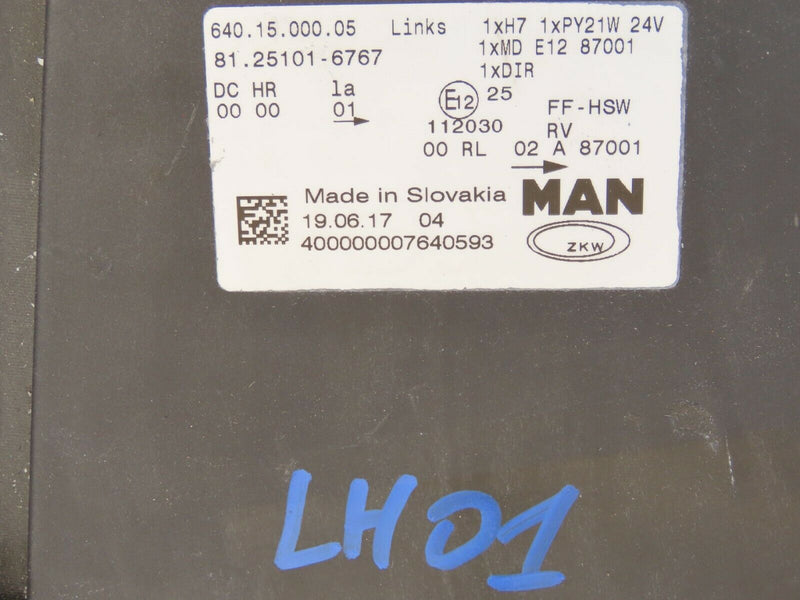 640.15.000.05 Links 1xH7 1xPY21W 24V
81.25101-6767 1xMD E12 87001
1xDIR
DC HR 1a E12 25
00 00 01 FF-HSW
112030 RV
00 RL 02 A 87001
Made in Slovakia MAN
19.06.17 04
400000007640593 ZKW
LH01